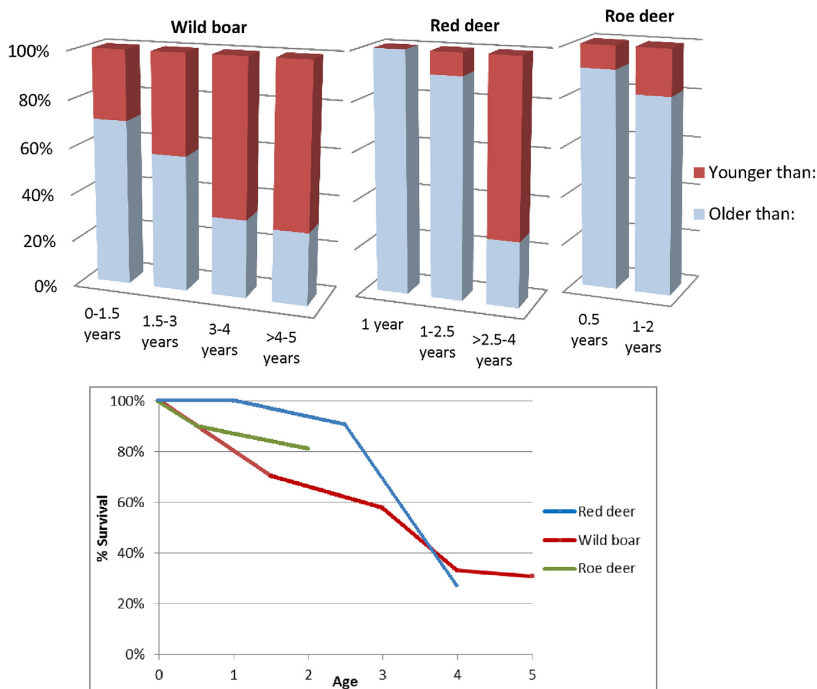 Wild boar
Red deer
Roe deer
100%
80%
60%
40%
20%
0%
0-1.5 years
1.5-3 years
3-4 years
>4-5 years
1 year
1-2.5 years
>2.5-4 years
0.5 years
1-2 years
Younger than:
Older than:
100%
80%
60%
40%
20%
0%
% Survival
0 1 2 3 4 5
Age
Red deer
Wild boar
Roe deer